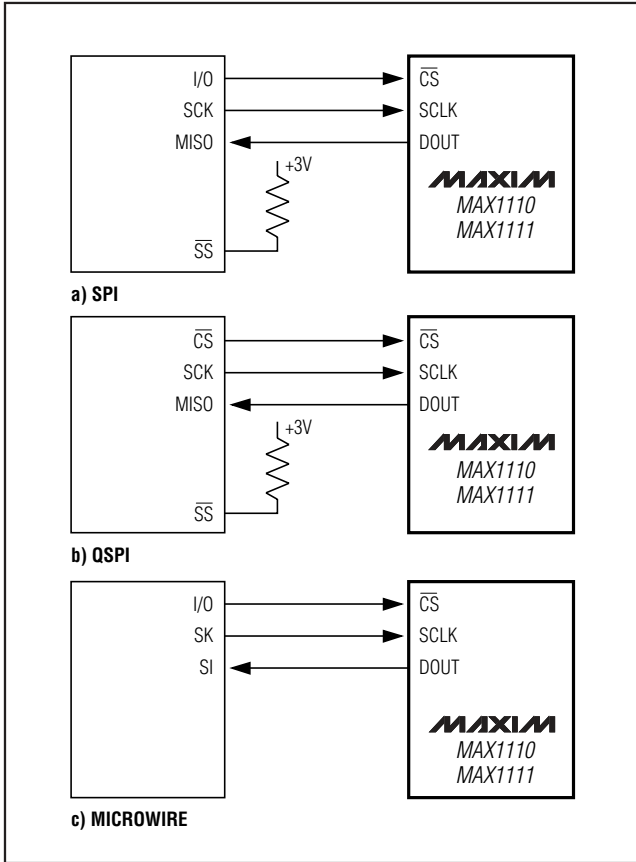 I/O CS
SCK SCLK
MISO DOUT
+3V
MAXIM
MAX1110
MAX1111
SS
a) SPI
CS CS
SCK SCLK
MISO DOUT
+3V
MAXIM
MAX1110
MAX1111
SS
b) QSPI
I/O CS
SK SCLK
SI DOUT
MAXIM
MAX1110
MAX1111
c) MICROWIRE